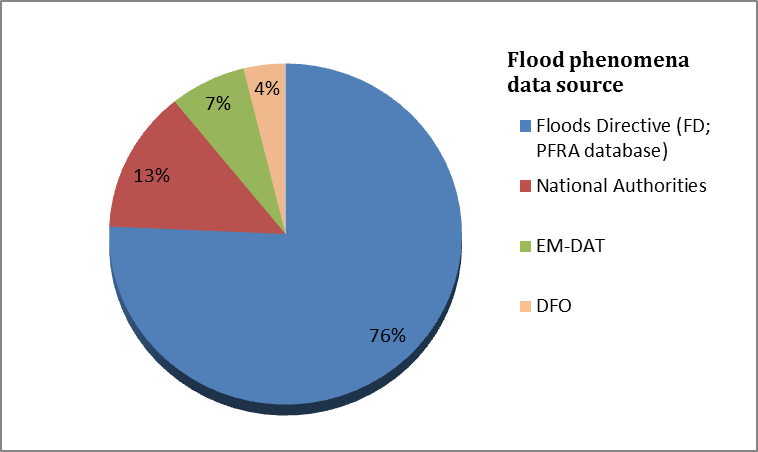 Flood phenomena
data source
Floods Directive (FD;
PFRA database)
National Authorities
EM-DAT
DFO
4%
7%
13%
76%